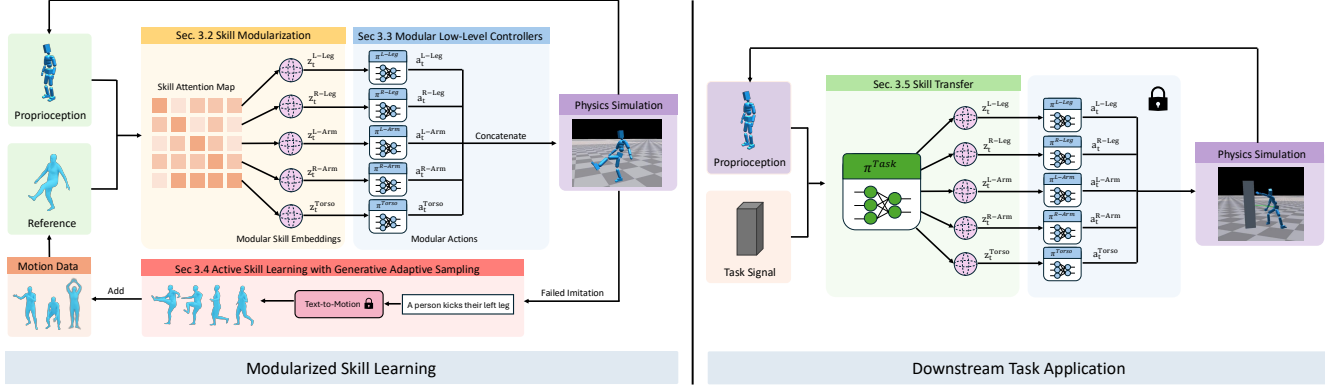 Sec. 3.2 Skill Modularization
Sec 3.3 Modular Low-Level Controllers
Proprioception
Skill Attention Map
z_t^{L-Leg}
π^{L-Leg}
a_t^{L-Leg}
z_t^{R-Leg}
π^{R-Leg}
a_t^{R-Leg}
z_t^{L-Arm}
π^{L-Arm}
a_t^{L-Arm}
z_t^{R-Arm}
π^{R-Arm}
a_t^{R-Arm}
z_t^{Torso}
π^{Torso}
a_t^{Torso}
Concatenate
Physics Simulation
Reference
Modular Skill Embeddings
Modular Actions
Motion Data
Add
Sec 3.4 Active Skill Learning with Generative Adaptive Sampling
Text-to-Motion
A person kicks their left leg
Failed Imitation
Modularized Skill Learning
Sec. 3.5 Skill Transfer
Proprioception
Task Signal
π^{Task}
z_t^{L-Leg}
π^{L-Leg}
a_t^{L-Leg}
z_t^{R-Leg}
π^{R-Leg}
a_t^{R-Leg}
z_t^{L-Arm}
π^{L-Arm}
a_t^{L-Arm}
z_t^{R-Arm}
π^{R-Arm}
a_t^{R-Arm}
z_t^{Torso}
π^{Torso}
a_t^{Torso}
Physics Simulation
Downstream Task Application